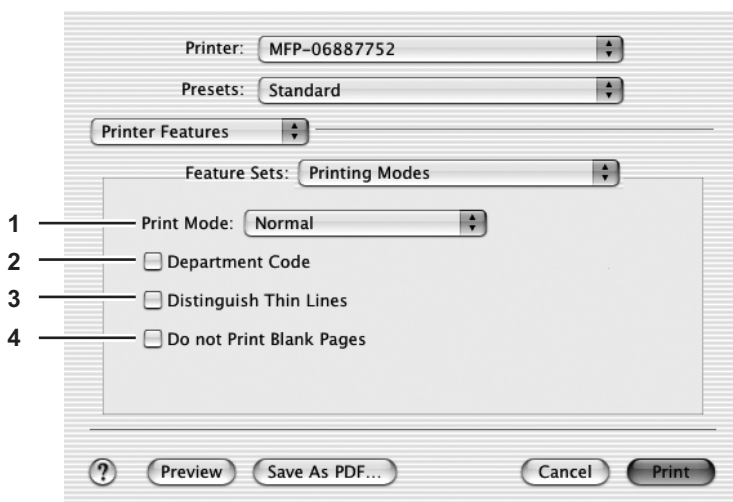 Printer: MFP-06887752
Presets: Standard
Printer Features
Feature Sets: Printing Modes
1 Print Mode: Normal
2 Department Code
3 Distinguish Thin Lines
4 Do not Print Blank Pages
? Preview Save As PDF... Cancel Print